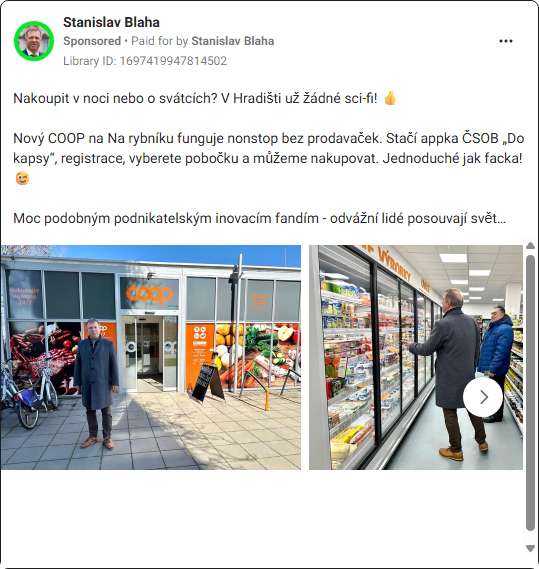 Stanislav Blaha
Sponsored • Paid for by Stanislav Blaha
Library ID: 1697419947814502
Nakoupit v noci nebo o svátcích? V Hradišti už žádné sci-fi! 👍
Nový COOP na Na rybníku funguje nonstop bez prodavaček. Stačí appka ČSOB „Do
kapsy“, registrace, vyberete pobočku a můžeme nakupovat. Jednoduché jak facka!
😉
Moc podobným podnikatelským inovacím fandím - odvážní lidé posouvají svět...
coop
VÝROBKY